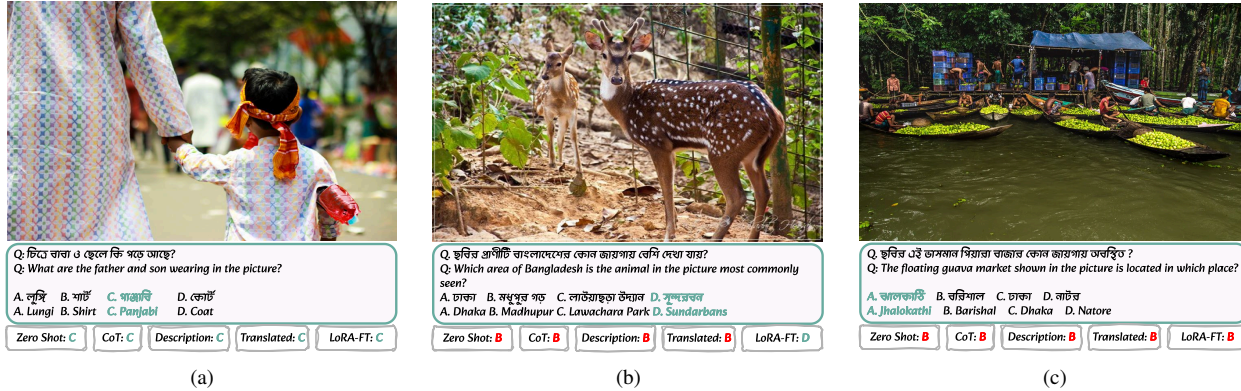 Q: চিত্রে বাবা ও ছেলে কি পড়ে আছে?
Q: What are the father and son wearing in the picture?
A. লুঙ্গি B. শার্ট C. পাঞ্জাবি D. কোর্ট
A. Lungi B. Shirt C. Panjabi D. Coat
Zero Shot: C CoT: C Description: C Translated: C LoRA-FT: C
(a)
Q. ছবির প্রাণীটি বাংলাদেশের কোন জায়গায় বেশি দেখা যায়?
Q: Which area of Bangladesh is the animal in the picture most commonly
seen?
A. ঢাকা B. মধুপুর গড় C. লাউয়াছড়া উদ্যান D. সুন্দরবন
A. Dhaka B. Madhupur C. Lawachara Park D. Sundarbans
Zero Shot: B CoT: B Description: B Translated: B LoRA-FT: D
(b)
Q. ছবির এই ভাসমান পিয়ারা বাজার কোন জায়গায় অবস্থিত ?
Q: The floating guava market shown in the picture is located in which place?
A. ঝালকাঠি B. বরিশাল C. ঢাকা D. নাটর
A. Jhalokathi B. Barishal C. Dhaka D. Natore
Zero Shot: B CoT: B Description: B Translated: B LoRA-FT: B
(c)